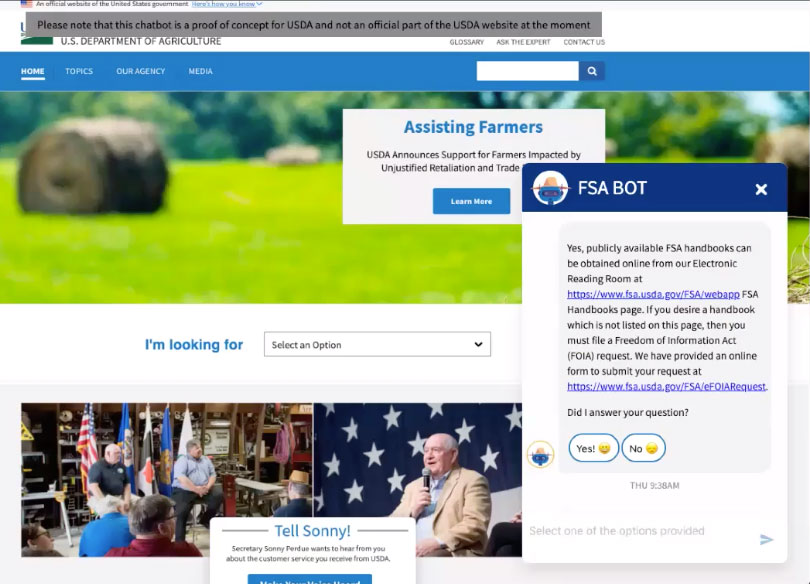 An official website of the United States government Here's how you know
Please note that this chatbot is a proof of concept for USDA and not an official part of the USDA website at the moment
U.S. DEPARTMENT OF AGRICULTURE
GLOSSARY ASK THE EXPERT CONTACT US
HOME TOPICS OUR AGENCY MEDIA
Assisting Farmers
USDA Announces Support for Farmers Impacted by
Unjustified Retaliation and Trade
Learn More
I'm looking for
Select an Option
Tell Sonny!
Secretary Sonny Perdue wants to hear from you
about the customer service you receive from USDA.
Make Your Voice Heard
FSA BOT
Yes, publicly available FSA handbooks can
be obtained online from our Electronic
Reading Room at
https://www.fsa.usda.gov/FSA/webapp FSA
Handbooks page. If you desire a handbook
which is not listed on this page, then you
must file a Freedom of Information Act
(FOIA) request. We have provided an online
form to submit your request at
https://www.fsa.usda.gov/FSA/eFOIARequest.
Did I answer your question?
Yes! No
THU 9:38AM
Select one of the options provided